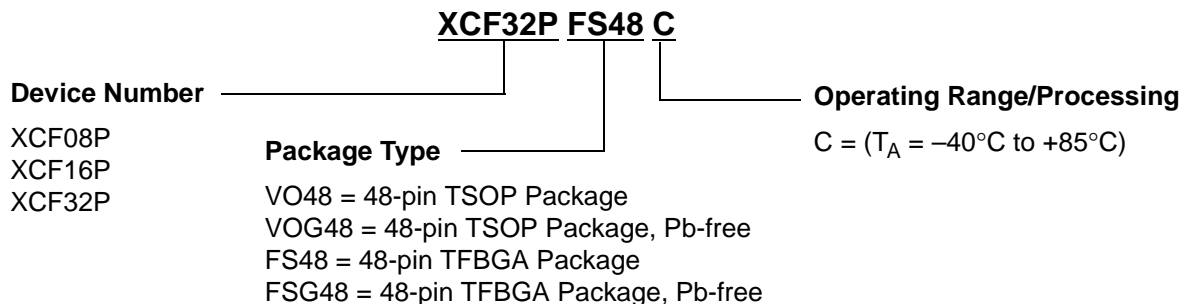 XCF32P FS48 C
Device Number
XCF08P
XCF16P
XCF32P
Package Type
VO48 = 48-pin TSOP Package
VOG48 = 48-pin TSOP Package, Pb-free
FS48 = 48-pin TFBGA Package
FSG48 = 48-pin TFBGA Package, Pb-free
Operating Range/Processing
C = (TA = –40°C to +85°C)